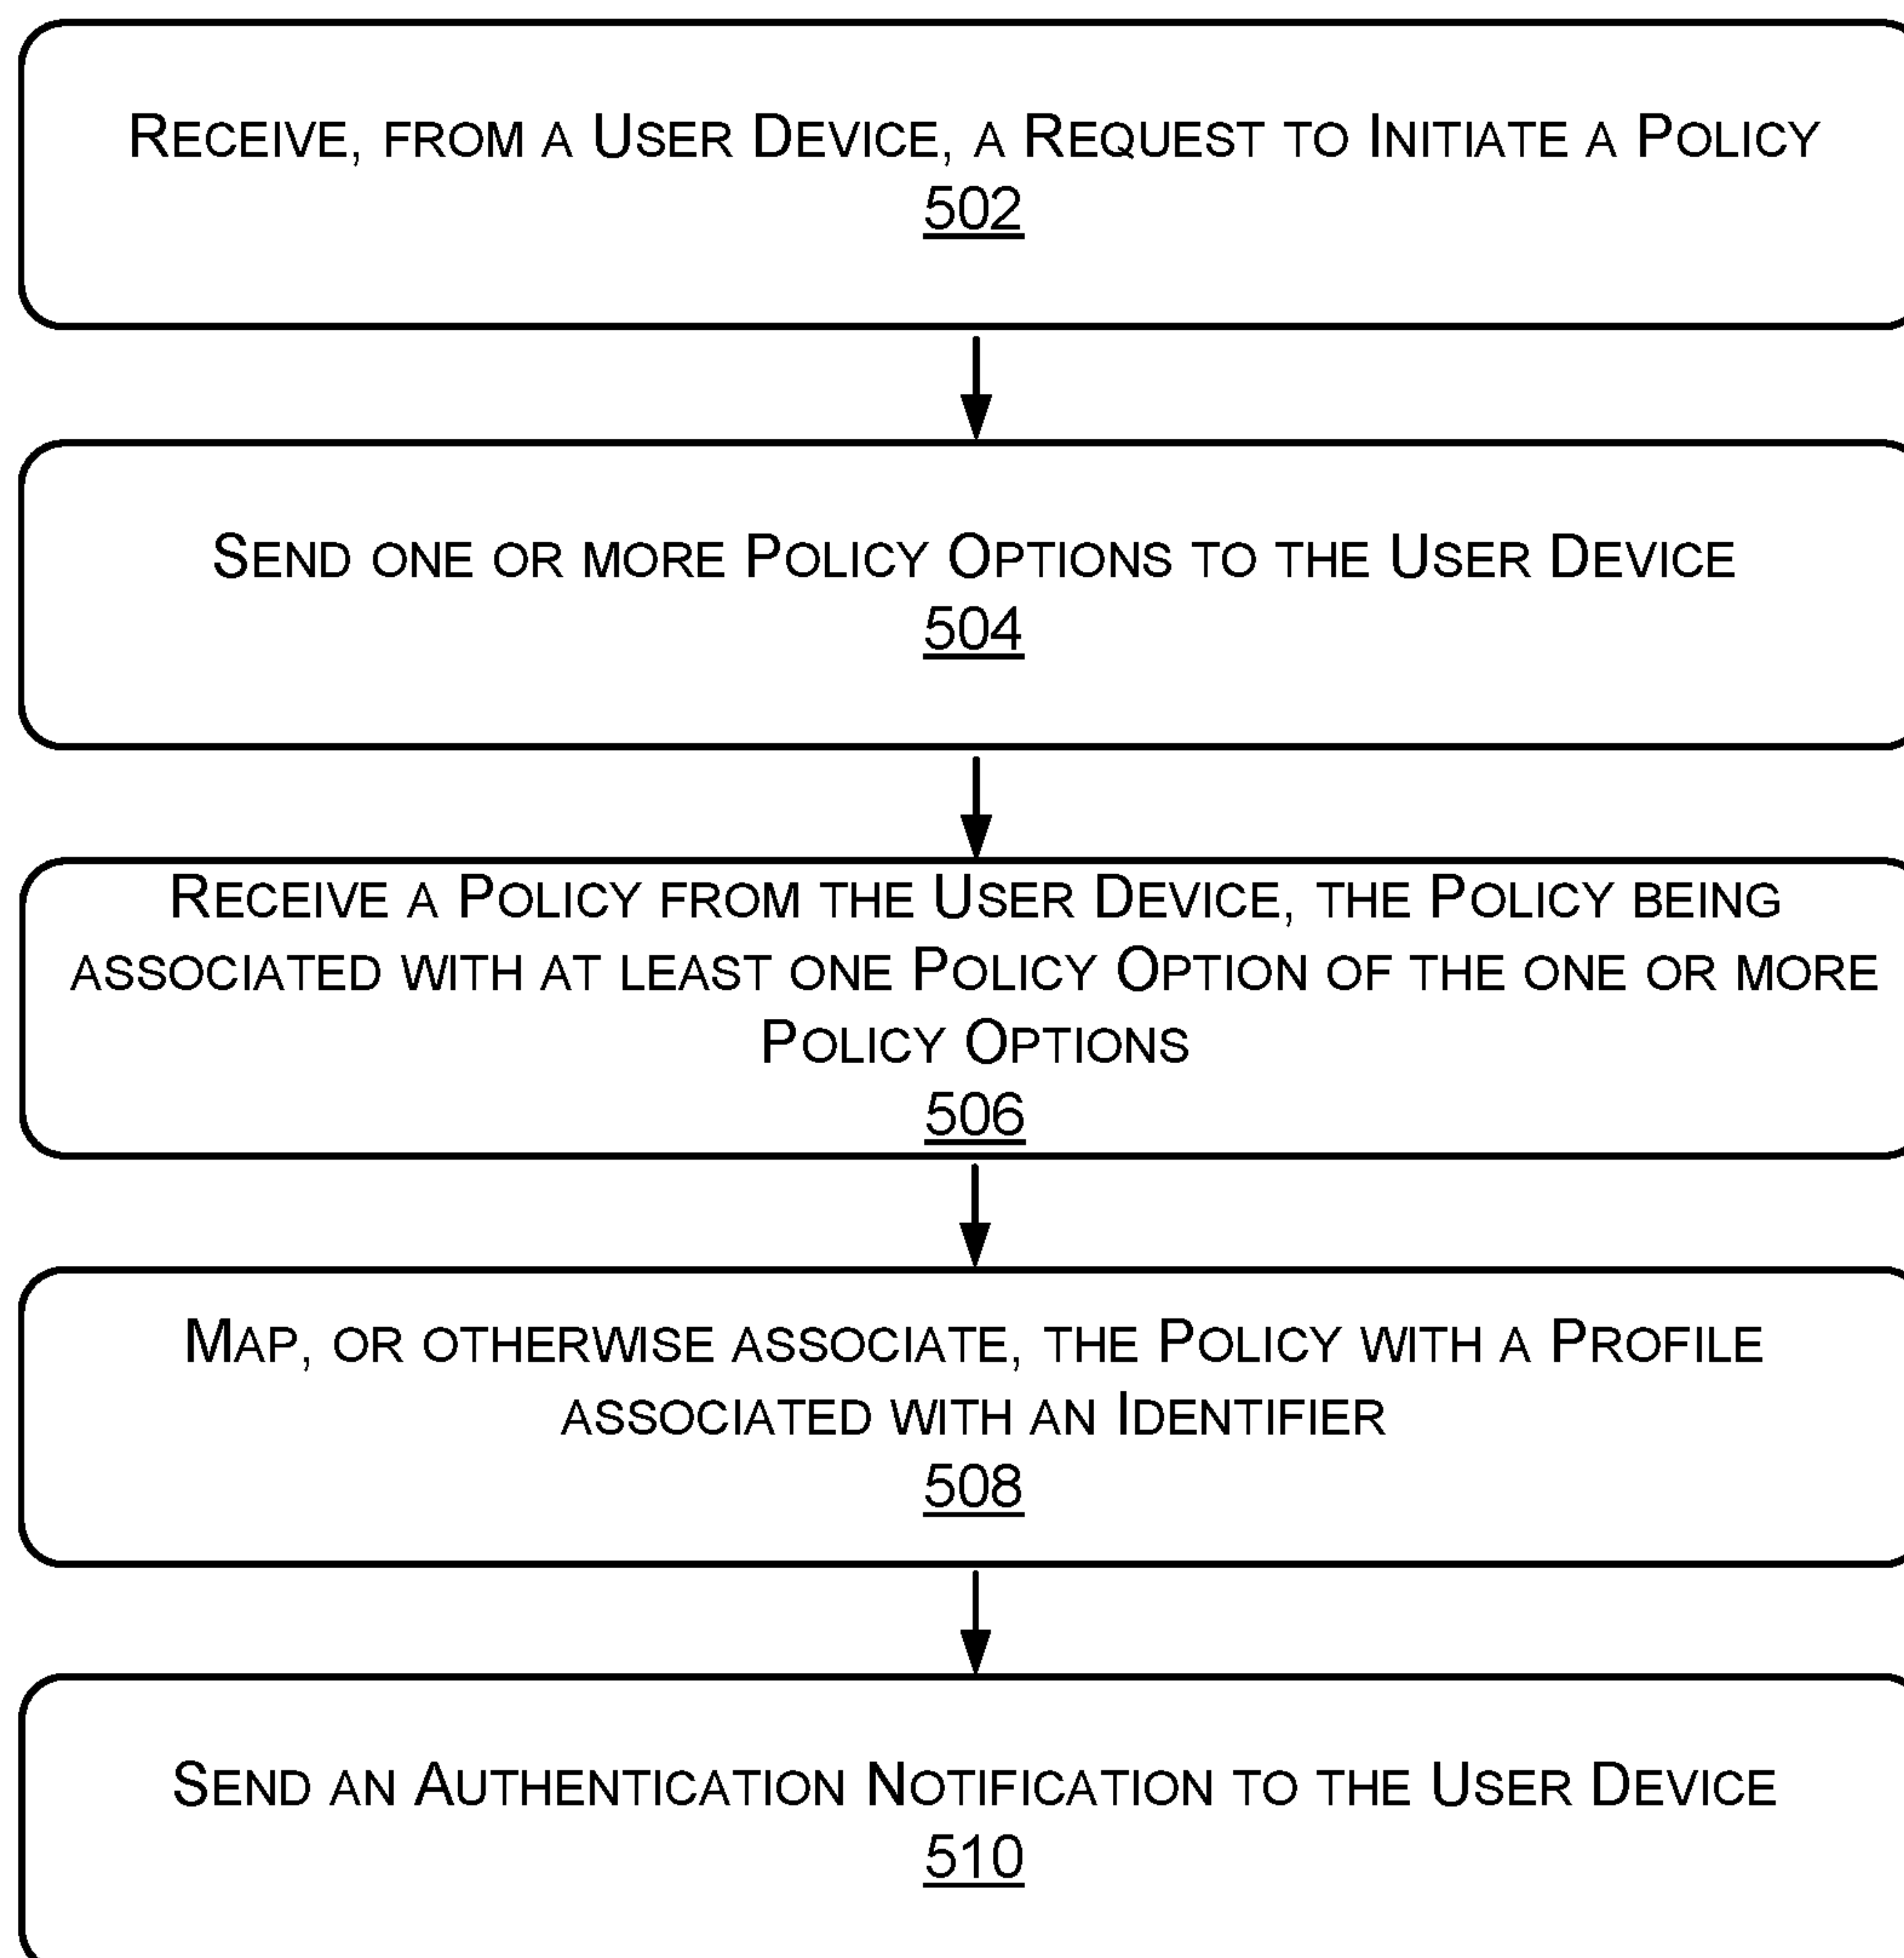 RECEIVE, FROM A USER DEVICE, A REQUEST TO INITIATE A POLICY
502
SEND ONE OR MORE POLICY OPTIONS TO THE USER DEVICE
504
RECEIVE A POLICY FROM THE USER DEVICE, THE POLICY BEING
ASSOCIATED WITH AT LEAST ONE POLICY OPTION OF THE ONE OR MORE
POLICY OPTIONS
506
MAP, OR OTHERWISE ASSOCIATE, THE POLICY WITH A PROFILE
ASSOCIATED WITH AN IDENTIFIER
508
SEND AN AUTHENTICATION NOTIFICATION TO THE USER DEVICE
510